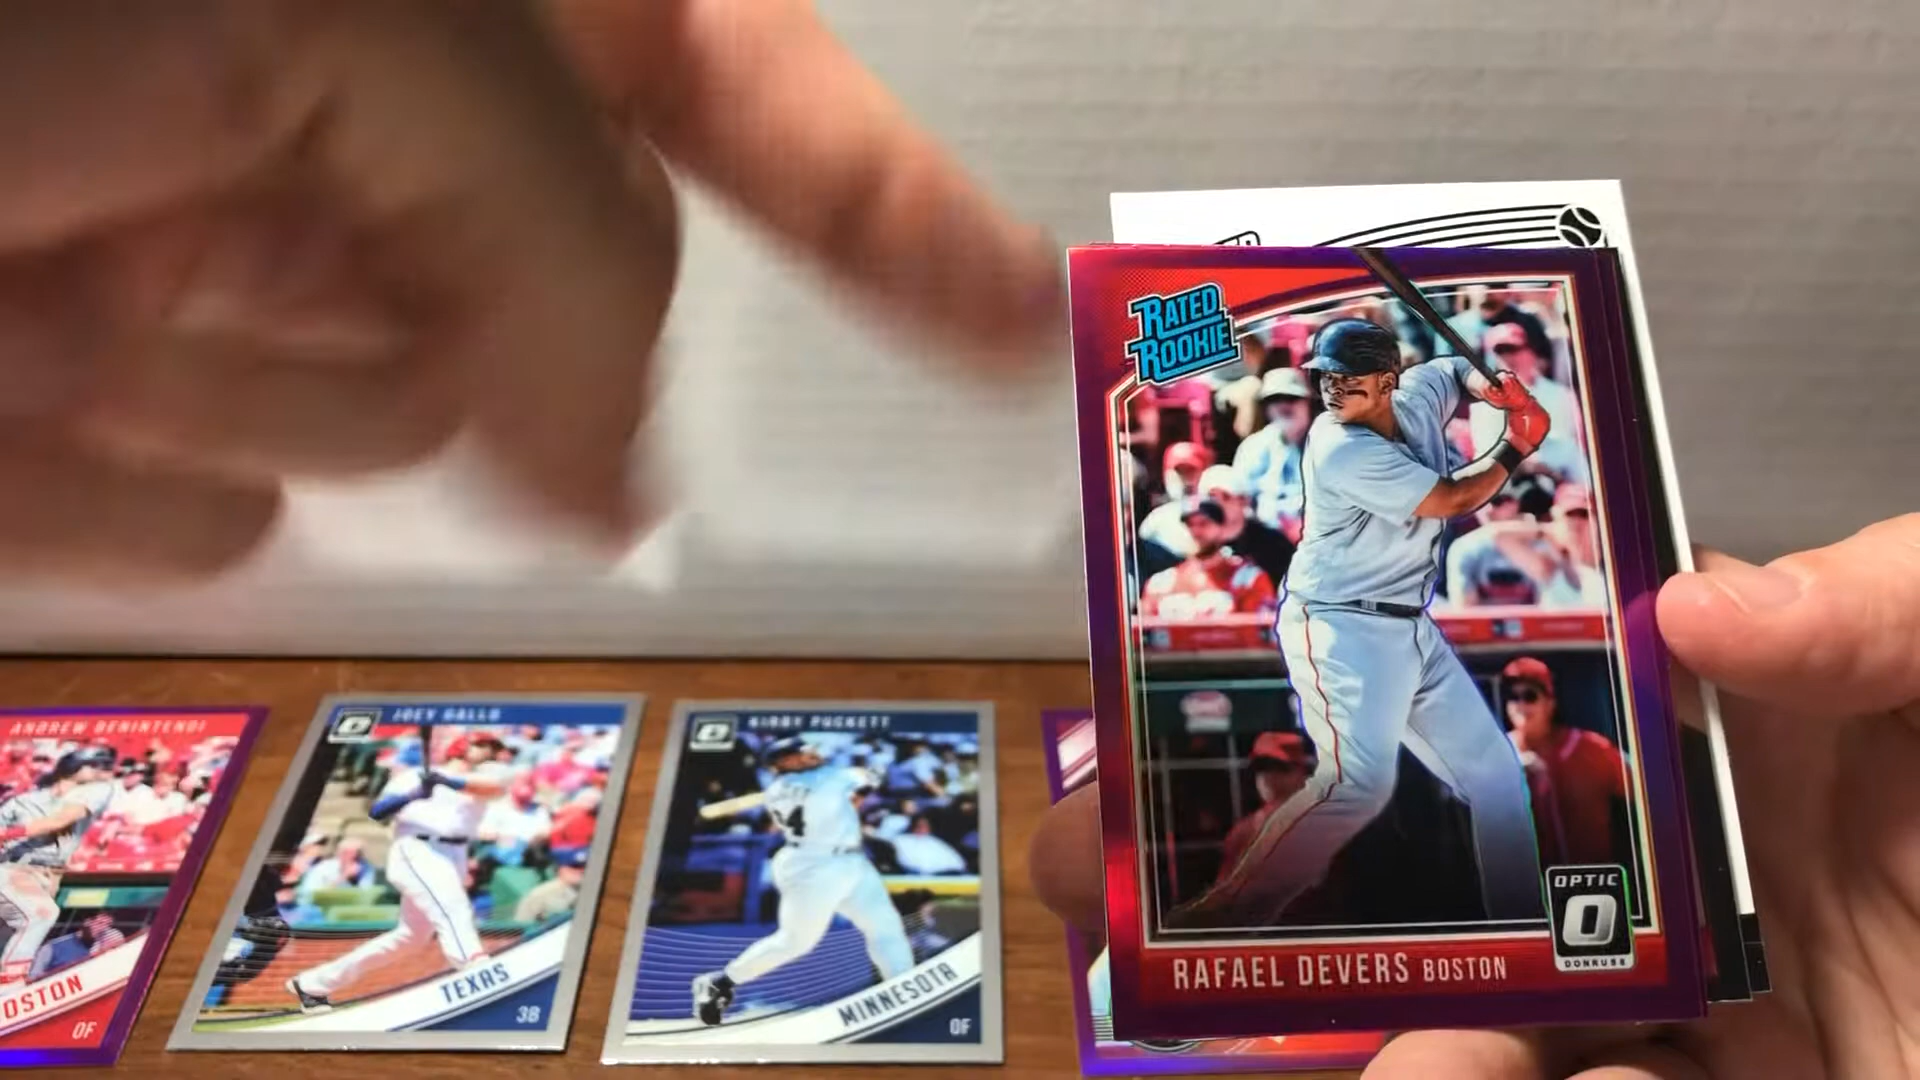 RATED
ROOKIE
OPTIC
DONRUSS
RAFAEL DEVERS BOSTON
ANDREW BENINTENDI
OSTON
OF
JOEY GALLO
TEXAS
3B
KIRBY PUCKETT
34
MINNESOTA
OF